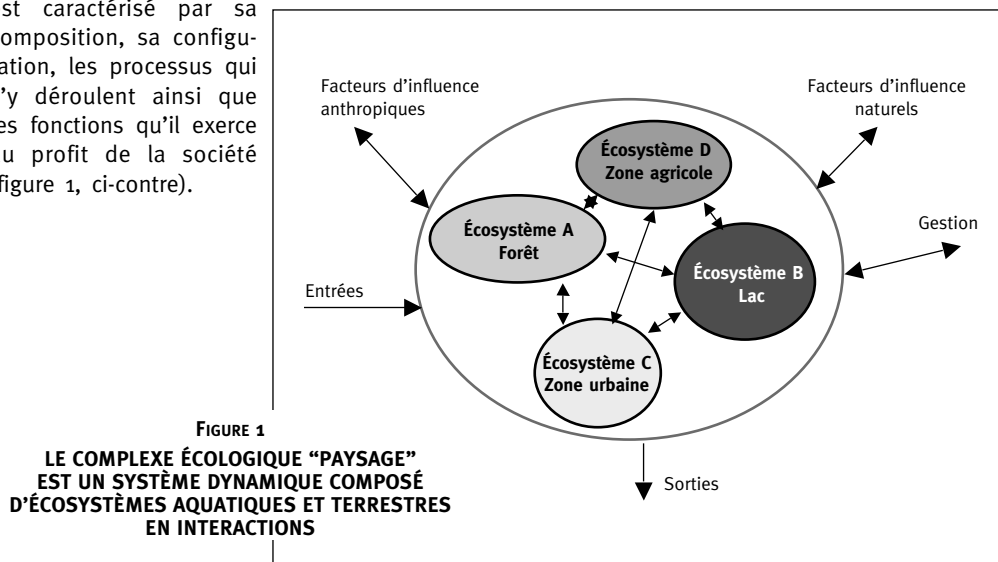 st caractérisé par sa
omposition, sa configu-
ation, les processus qui
'y déroulent ainsi que
es fonctions qu'il exerce
u profit de la société
figure 1, ci-contre).
Facteurs d'influence
anthropiques
Facteurs d'influence
naturels
Écosystème D
Zone agricole
Écosystème A
Forêt
Gestion
Écosystème B
Lac
Entrées
Écosystème C
Zone urbaine
Sorties
FIGURE 1
LE COMPLEXE ÉCOLOGIQUE "PAYSAGE"
EST UN SYSTÈME DYNAMIQUE COMPOSÉ
D'ÉCOSYSTÈMES AQUATIQUES ET TERRESTRES
EN INTERACTIONS